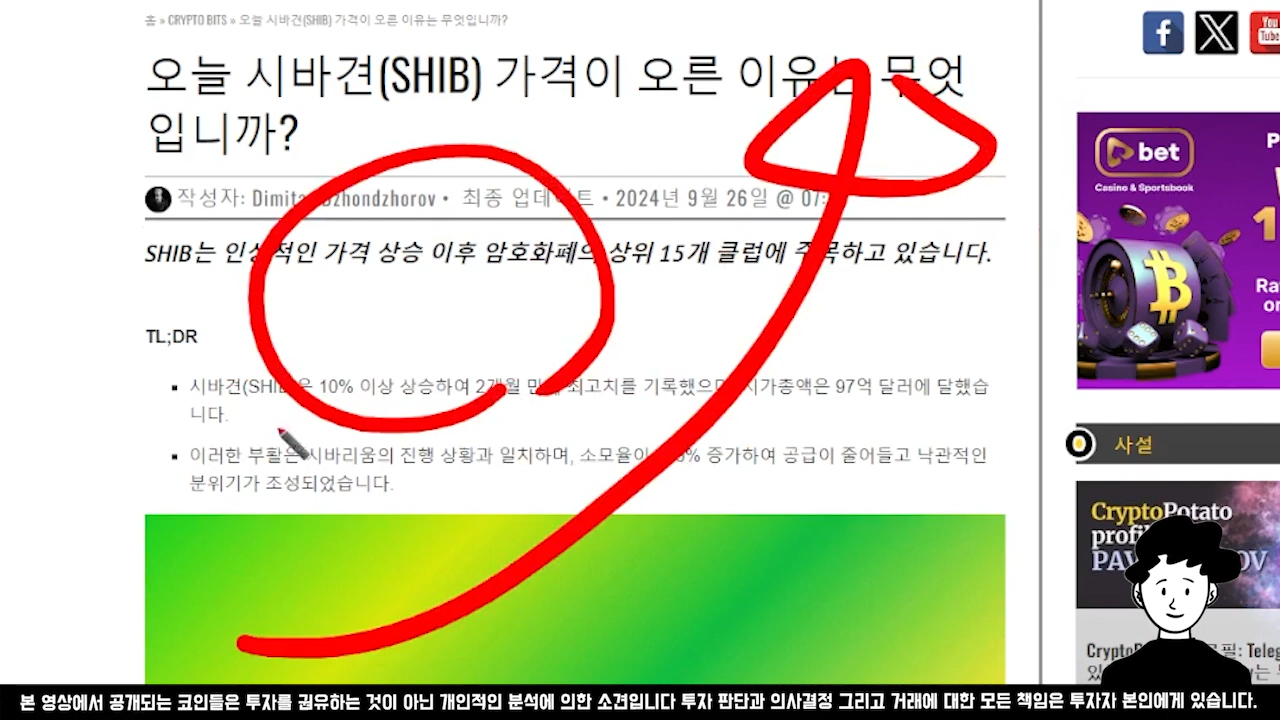 홈 » CRYPTO BITS » 오늘 시바견(SHIB) 가격이 오른 이유는 무엇입니까?
오늘 시바견(SHIB) 가격이 오른 이유는 무엇
입니까?
작성자: Dimitar Dzhondzhorov • 최종 업데이트 • 2024년 9월 26일 @ 07:
SHIB는 인상적인 가격 상승 이후 암호화폐의 상위 15개 클럽에 주목하고 있습니다.
TL;DR
▪ 시바견(SHIB)은 10% 이상 상승하여 2개월 만에 최고치를 기록했으며 시가총액은 97억 달러에 달했습
니다.
▪ 이러한 부활은 시바리움의 진행 상황과 일치하며, 소모율이 % 증가하여 공급이 줄어들고 낙관적인
분위기가 조성되었습니다.
f X You Tube
bet
Casino & Sportsbook
사설
CryptoPotato
본 영상에서 공개되는 코인들은 투자를 권유하는 것이 아닌 개인적인 분석에 의한 소견입니다 투자 판단과 의사결정 그리고 거래에 대한 모든 책임은 투자자 본인에게 있습니다.